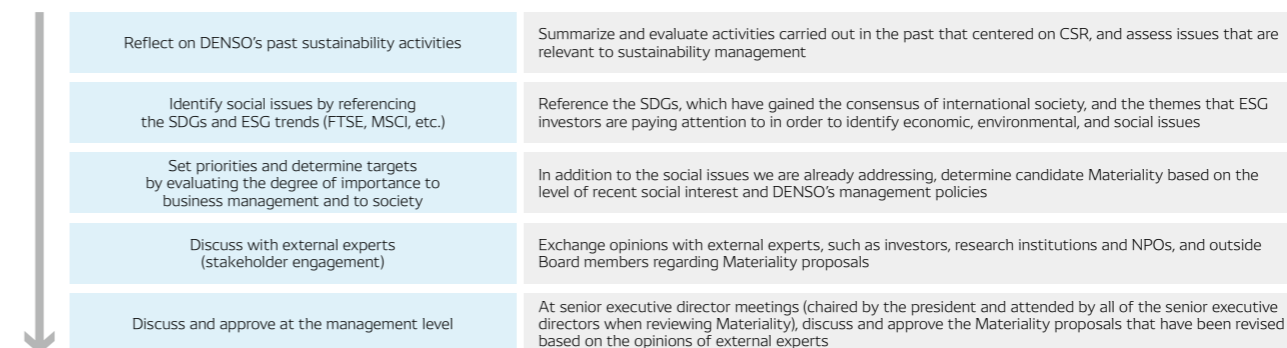 Reflect on DENSO's past sustainability activities
Summarize and evaluate activities carried out in the past that centered on CSR, and assess issues that are
relevant to sustainability management
Identify social issues by referencing
the SDGs and ESG trends (FTSE, MSCI, etc.)
Reference the SDGs, which have gained the consensus of international society, and the themes that ESG
investors are paying attention to in order to identify economic, environmental, and social issues
Set priorities and determine targets
by evaluating the degree of importance to
business management and to society
In addition to the social issues we are already addressing, determine candidate Materiality based on the
level of recent social interest and DENSO's management policies
Discuss with external experts
(stakeholder engagement)
Exchange opinions with external experts, such as investors, research institutions and NPOs, and outside
Board members regarding Materiality proposals
Discuss and approve at the management level
At senior executive director meetings (chaired by the president and attended by all of the senior executive
directors when reviewing Materiality), discuss and approve the Materiality proposals that have been revised
based on the opinions of external experts